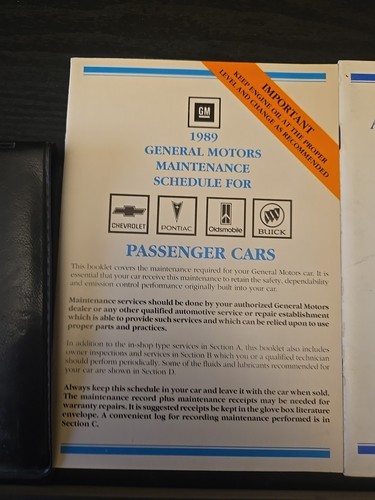 IMPORTANT
KEEP ENGINE OIL AT THE PROPER
LEVEL AND CHANGE AS RECOMMENDED
GM
1989
GENERAL MOTORS
MAINTENANCE
SCHEDULE FOR
CHEVROLET
PONTIAC
Oldsmobile
BUICK
PASSENGER CARS
This booklet covers the maintenance required for your General Motors car. It is
essential that your car receive this maintenance to retain the safety, dependability
and emission control performance originally built into your car.
Maintenance services should be done by your authorized General Motors
dealer or any other qualified automotive service or repair establishment
which is able to provide such services and which can be relied upon to use
proper parts and practices.
In addition to the in-shop type services in Section A, this booklet also includes
owner inspections and services in Section B which you or a qualified technician
should perform periodically. Some of the fluids and lubricants recommended for
your car are shown in Section D.
Always keep this schedule in your car and leave it with the car when sold.
The maintenance record plus maintenance receipts may be needed for
warranty repairs. It is suggested receipts be kept in the glove box literature
envelope. A convenient log for recording maintenance performed is in
Section C.